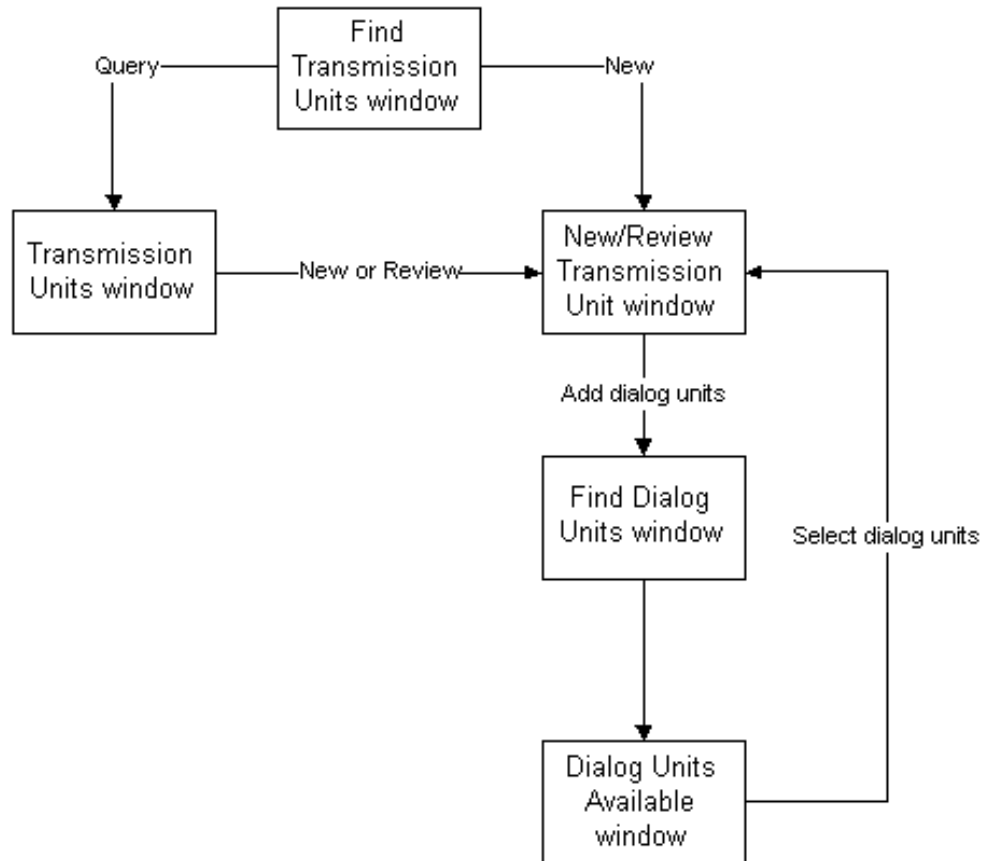 Find
Transmission
Units window
Query
New
Transmission
Units window
New or Review
New/Review
Transmission
Unit window
Add dialog units
Find Dialog
Units window
Select dialog units
Dialog Units
Available
window